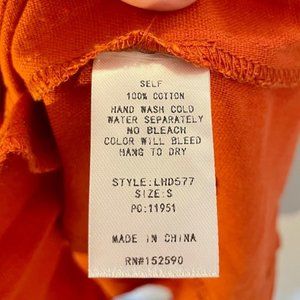 SELF
100% COTTON
HAND WASH COLD
WATER SEPARATELY
NO BLEACH
COLOR WILL BLEED
HANG TO DRY
STYLE:LHD577
SIZE:S
PO:11951
MADE IN CHINA
RN#152590